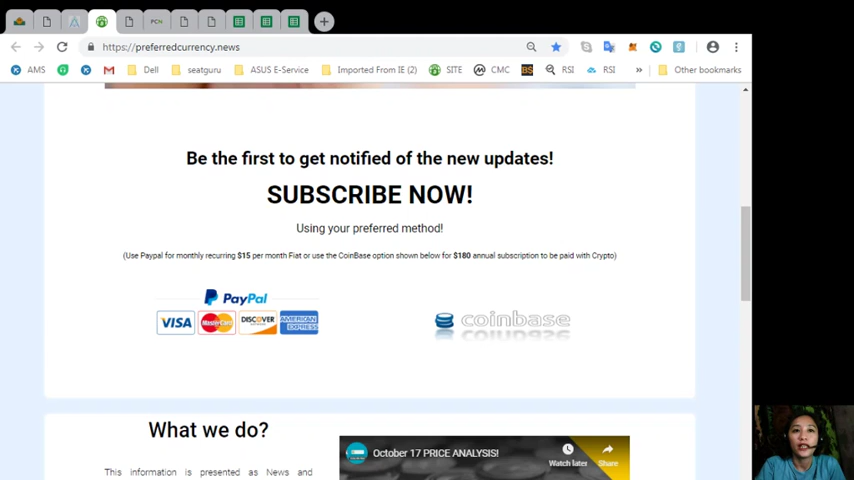 PCN
https://preferredcurrency.news
AMS
Dell
seatguru
ASUS E-Service
Imported From IE (2)
SITE
CMC
BS
RSI
RSI
»
Other bookmarks
Be the first to get notified of the new updates!
SUBSCRIBE NOW!
Using your preferred method!
(Use Paypal for monthly recurring $15 per month Fiat or use the CoinBase option shown below for $180 annual subscription to be paid with Crypto)
PayPal
VISA MasterCard DISCOVER AMERICAN EXPRESS
coinbase
What we do?
October 17 PRICE ANALYSIS!
Watch later
Share
This information is presented as News and